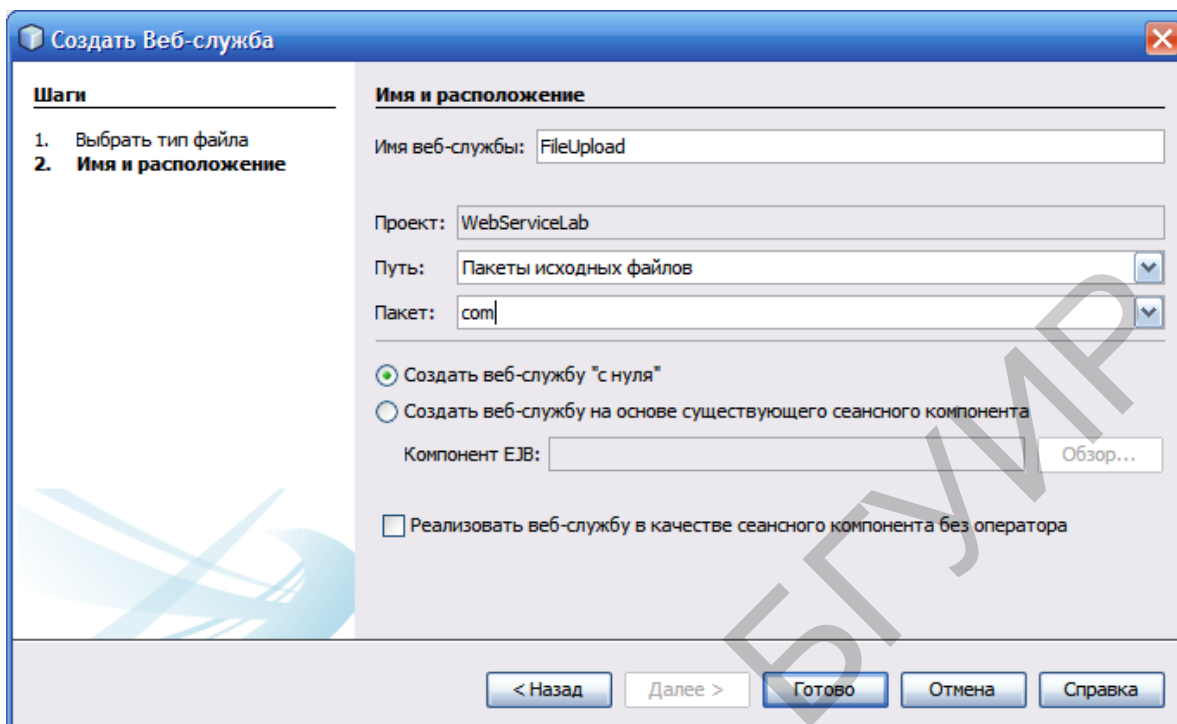 Создать Веб-служба
Шаги
1. Выбрать тип файла
2. Имя и расположение
Имя и расположение
Имя веб-службы: FileUpload
Проект: WebServiceLab
Путь: Пакеты исходных файлов
Пакет: com
Создать веб-службу "с нуля"
Создать веб-службу на основе существующего сеансного компонента
Компонент EJB: Обзор...
Реализовать веб-службу в качестве сеансного компонента без оператора
< Назад Далее > Готово Отмена Справка
БГУИР